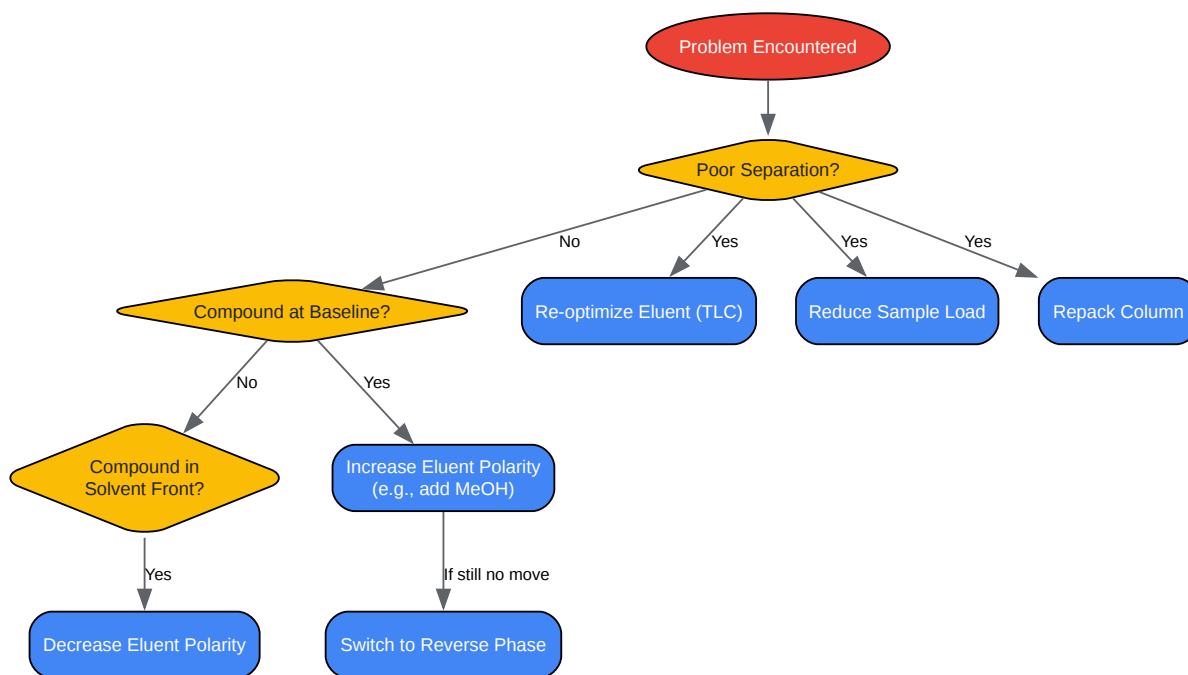 Problem Encountered
Poor Separation?
No
Yes
Yes
Yes
Compound at Baseline?
Re-optimize Eluent (TLC)
Reduce Sample Load
Repack Column
No
Yes
Compound in
Solvent Front?
Increase Eluent Polarity
(e.g., add MeOH)
Yes
If still no move
Decrease Eluent Polarity
Switch to Reverse Phase